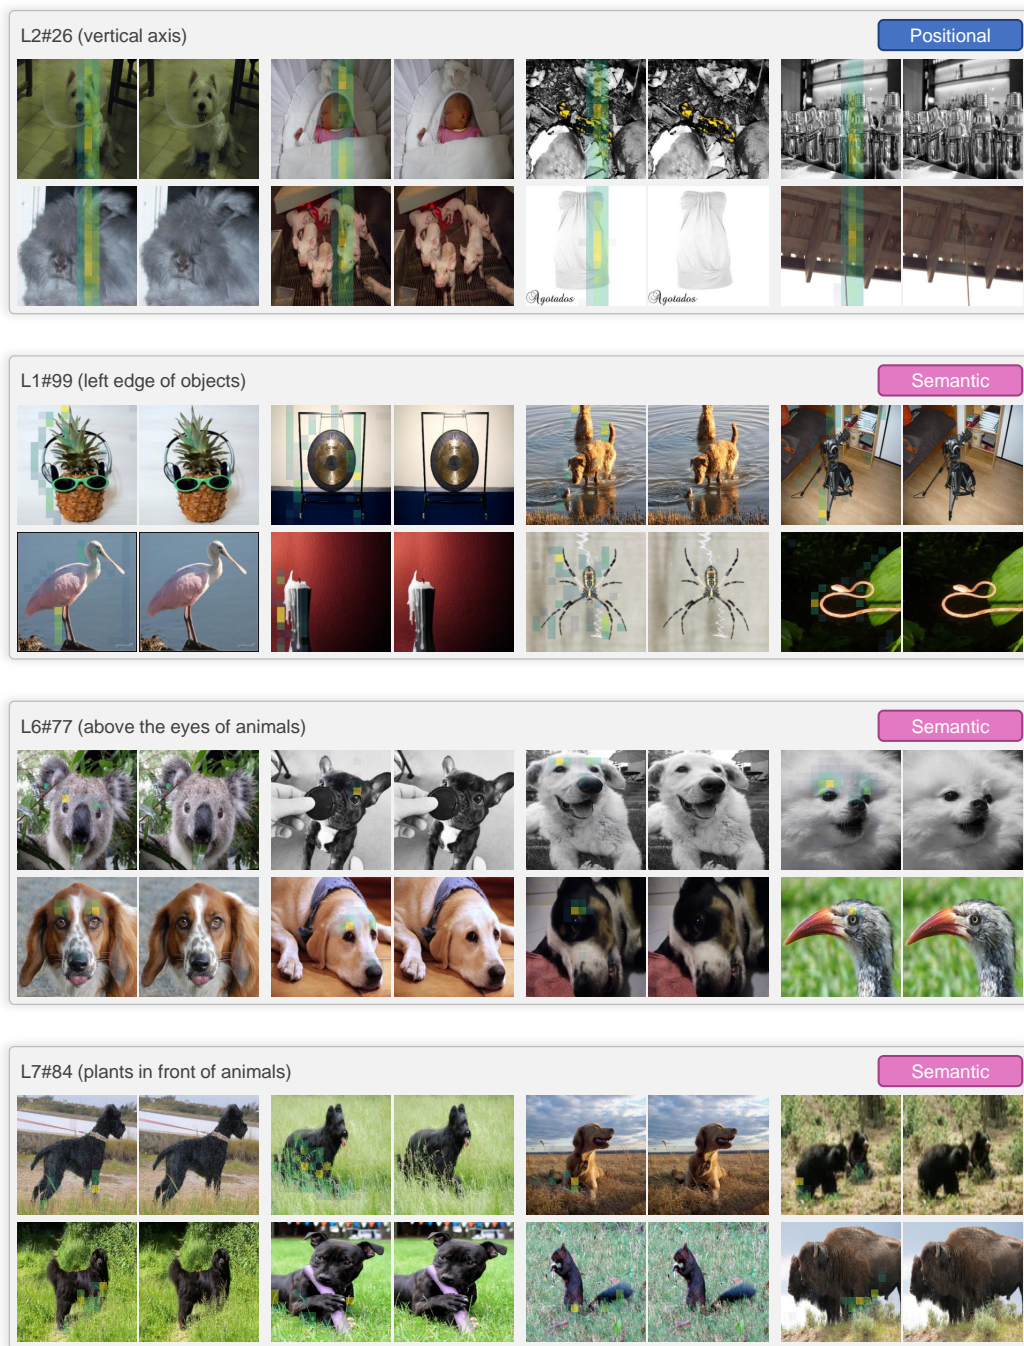 L2#26 (vertical axis)
Positional
Agotados
Agotados
L1#99 (left edge of objects)
Semantic
L6#77 (above the eyes of animals)
Semantic
L7#84 (plants in front of animals)
Semantic